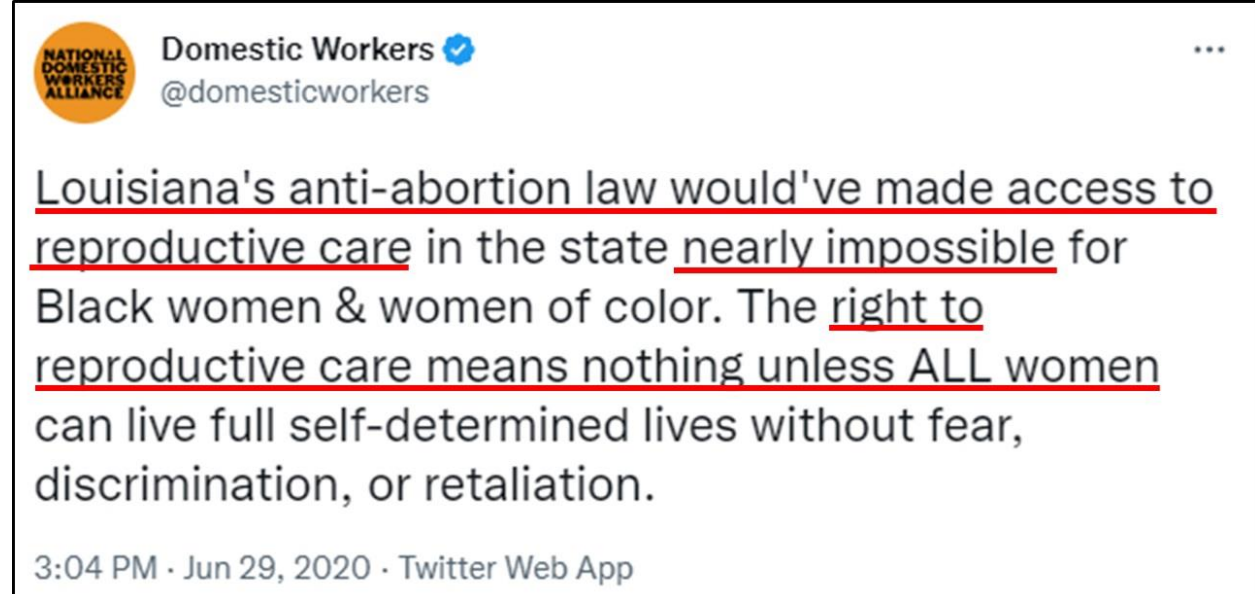 NATIONAL
DOMESTIC
WORKERS
ALLIANCE
Domestic Workers
@domesticworkers
Louisiana's anti-abortion law would've made access to
reproductive care in the state nearly impossible for
Black women & women of color. The right to
reproductive care means nothing unless ALL women
can live full self-determined lives without fear,
discrimination, or retaliation.
3:04 PM · Jun 29, 2020 · Twitter Web App